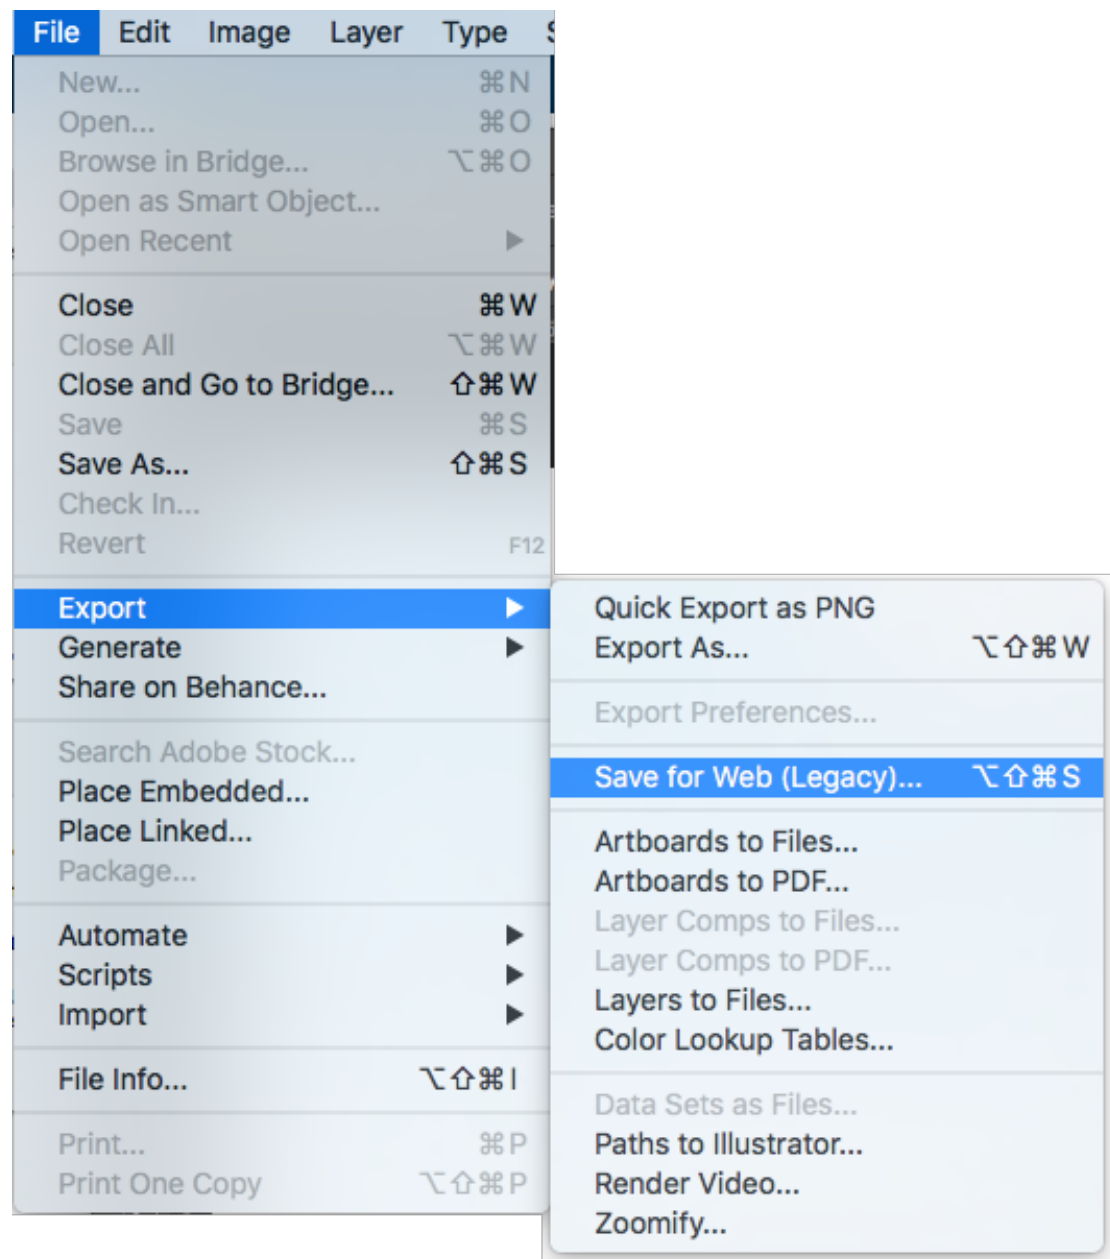 File Edit Image Layer Type
New... ⌘N
Open... ⌘O
Browse in Bridge... ⌥⌘O
Open as Smart Object...
Open Recent ▶
Close ⌘W
Close All ⌥⌘W
Close and Go to Bridge... ⇧⌘W
Save ⌘S
Save As... ⇧⌘S
Check In...
Revert F12
Export ▶
Generate ▶
Share on Behance...
Search Adobe Stock...
Place Embedded...
Place Linked...
Package...
Automate ▶
Scripts ▶
Import ▶
File Info... ⌥⇧⌘I
Print... ⌘P
Print One Copy ⌥⇧⌘P
Quick Export as PNG
Export As... ⌥⇧⌘W
Export Preferences...
Save for Web (Legacy)... ⌥⇧⌘S
Artboards to Files...
Artboards to PDF...
Layer Comps to Files...
Layer Comps to PDF...
Layers to Files...
Color Lookup Tables...
Data Sets as Files...
Paths to Illustrator...
Render Video...
Zoomify...